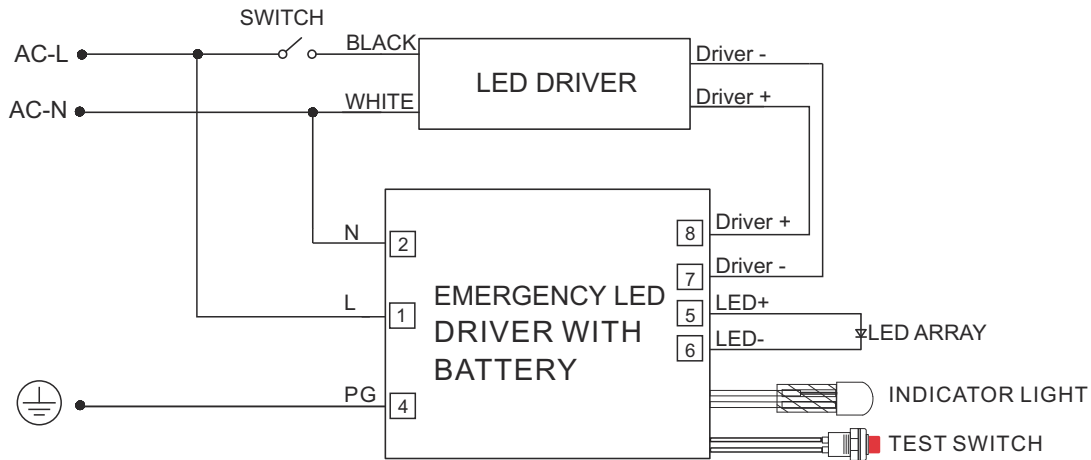 SWITCH
AC-L
BLACK
LED DRIVER
Driver -
AC-N
WHITE
Driver +
N
2
8
Driver +
7
Driver -
L
1
EMERGENCY LED
DRIVER WITH
BATTERY
5
LED+
6
LED-
LED ARRAY
PG
4
INDICATOR LIGHT
TEST SWITCH